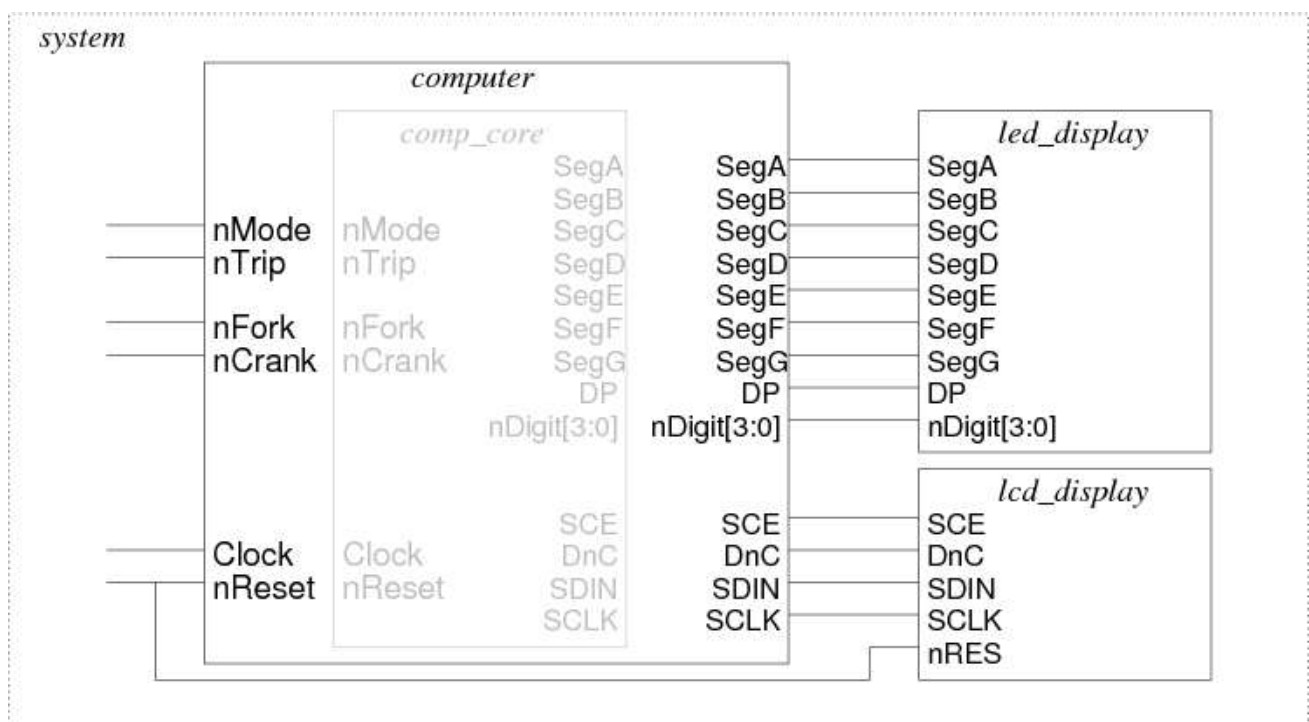 system
computer
comp_core
led_display
SegA SegA SegA
SegB SegB SegB
nMode nMode SegC SegC SegC
nTrip nTrip SegD SegD SegD
SegE SegE SegE
nFork nFork SegF SegF SegF
nCrank nCrank SegG SegG SegG
DP DP DP
nDigit[3:0] nDigit[3:0] nDigit[3:0]
lcd_display
SCE SCE SCE
Clock Clock DnC DnC DnC
nReset nReset SDIN SDIN SDIN
SCLK SCLK SCLK
nRES